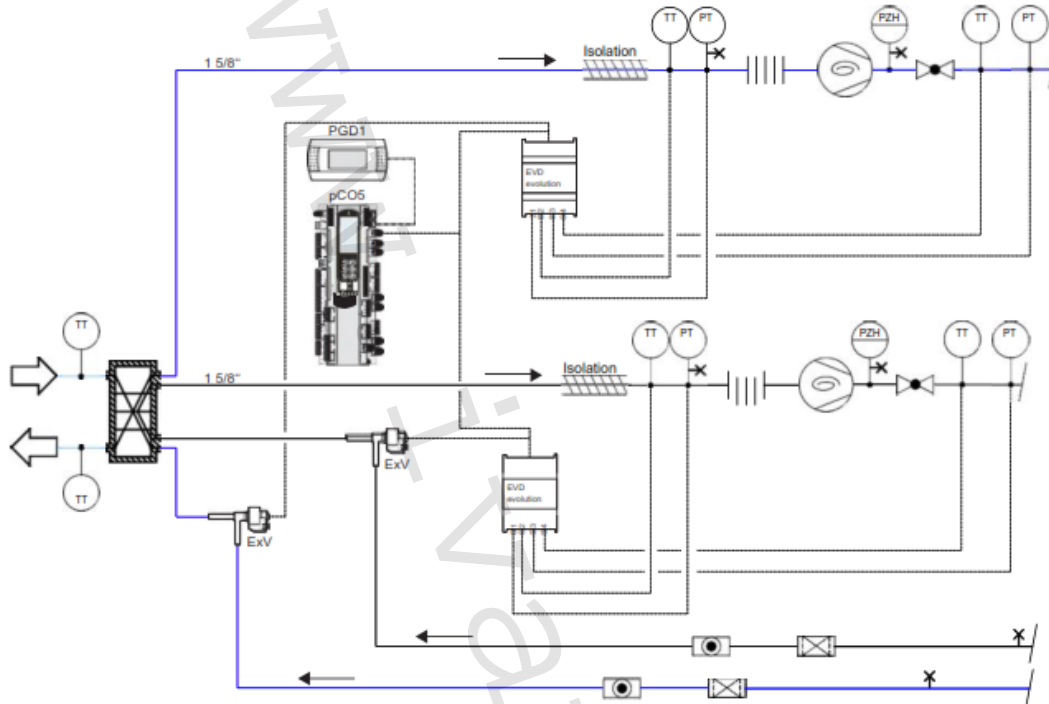 TT
PT
PZH
TT
PT
Isolation
1 5/8"
PGD1
EVD
evolution
pCO5
TT
TT
PT
PZH
TT
PT
Isolation
1 5/8"
ExV
TT
EVD
evolution
ExV